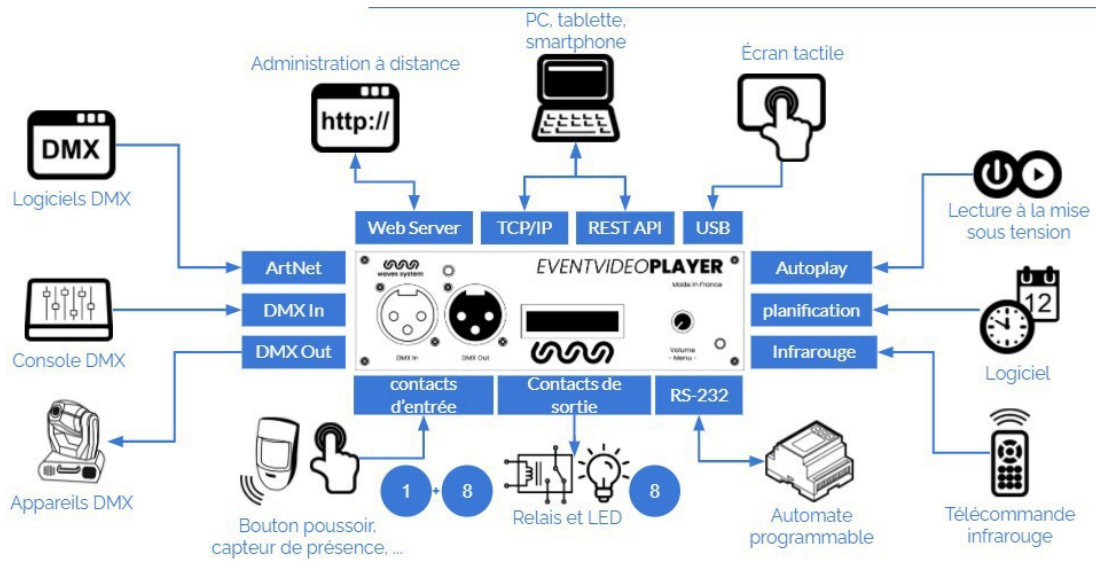 PC, tablette,
smartphone
Écran tactile
Administration à distance
http://
DMX
Logiciels DMX
Lecture à la mise
sous tension
Web Server
TCP/IP
REST API
USB
ArtNet
DMX In
DMX Out
waves system
EVENTVIDEOPLAYER
Made in France
DMX In
DMX Out
Volume
- Menu -
Autoplay
planification
Infrarouge
12
Console DMX
Logiciel
contacts
d'entrée
Contacts de
sortie
RS-232
Appareils DMX
1 + 8
8
Bouton poussoir,
capteur de présence, ...
Relais et LED
Automate
programmable
Télécommande
infrarouge